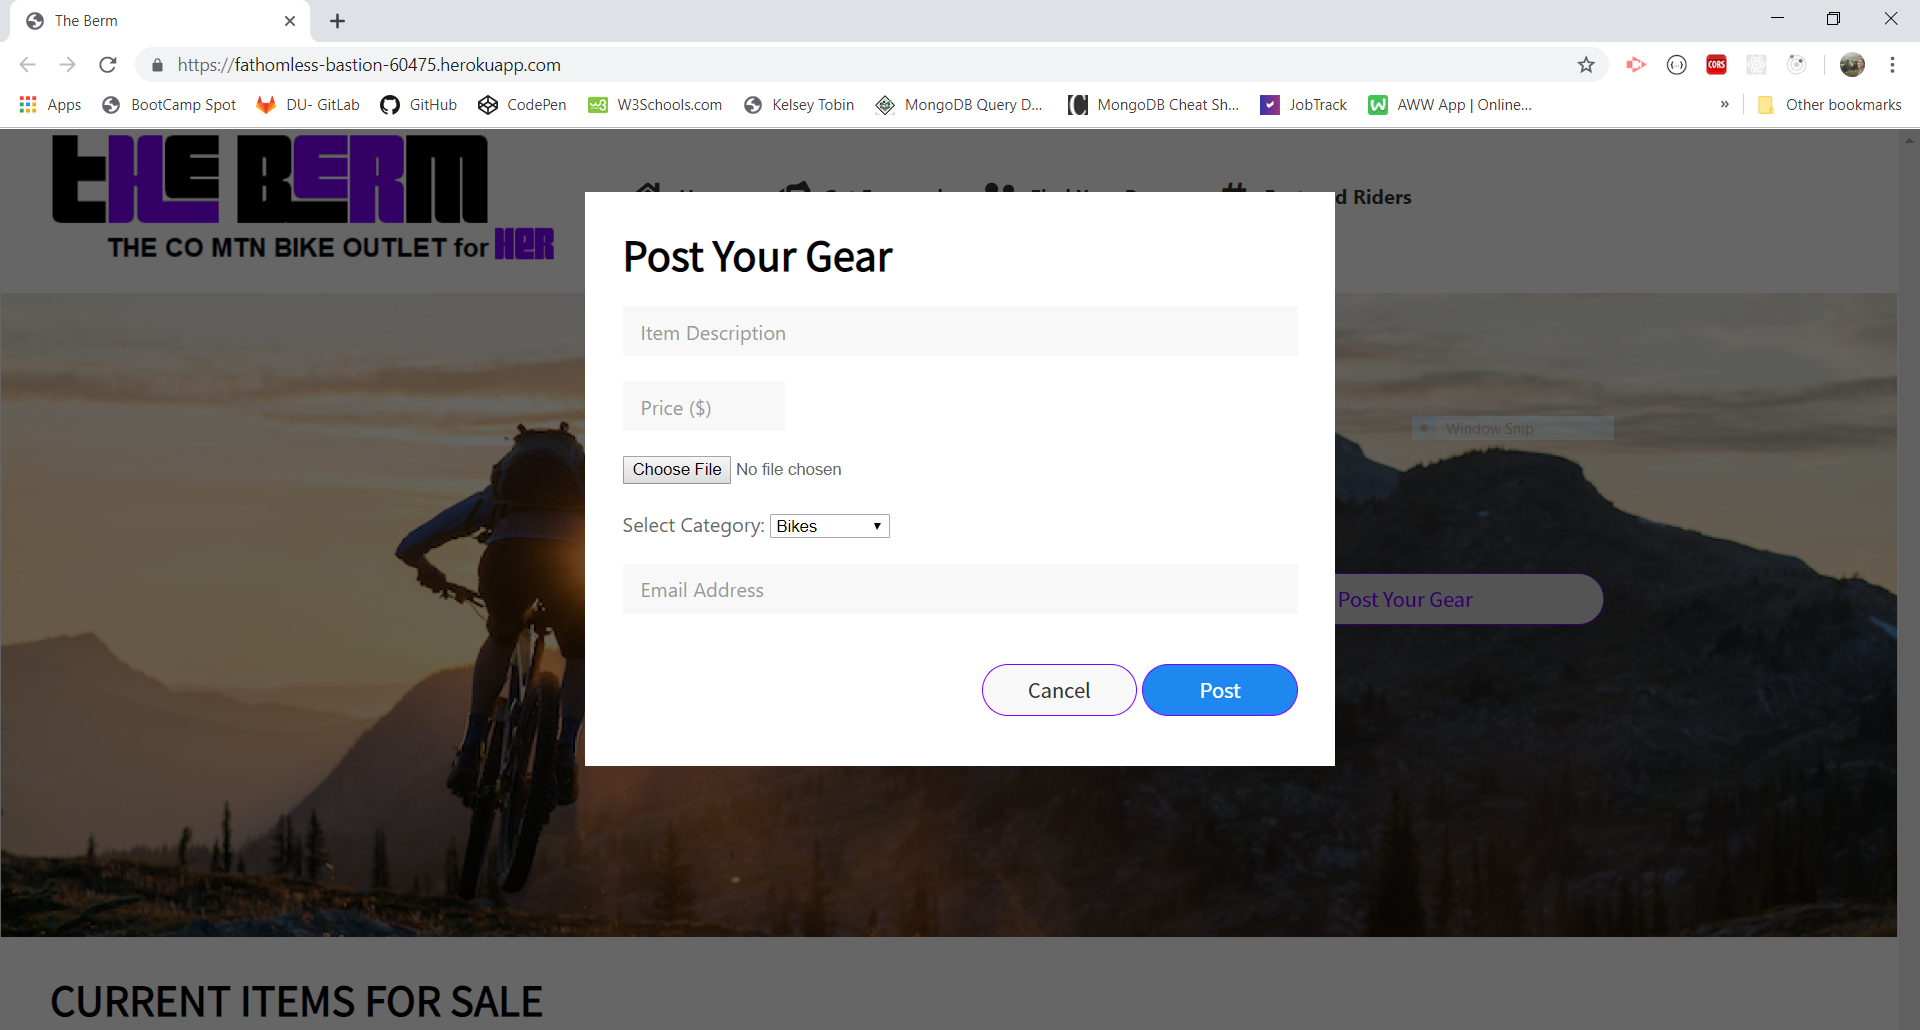 The Berm
https://fathomless-bastion-60475.herokuapp.com
Apps BootCamp Spot DU- GitLab GitHub CodePen W3Schools.com Kelsey Tobin MongoDB Query D... MongoDB Cheat Sh... JobTrack AWW App | Online... » Other bookmarks
CORS
tHE BERM
THE CO MTN BIKE OUTLET for HER
d Riders
Post Your Gear
Item Description
Price ($)
Window Snip
Choose File No file chosen
Select Category: Bikes
Email Address
Post Your Gear
Cancel Post
CURRENT ITEMS FOR SALE